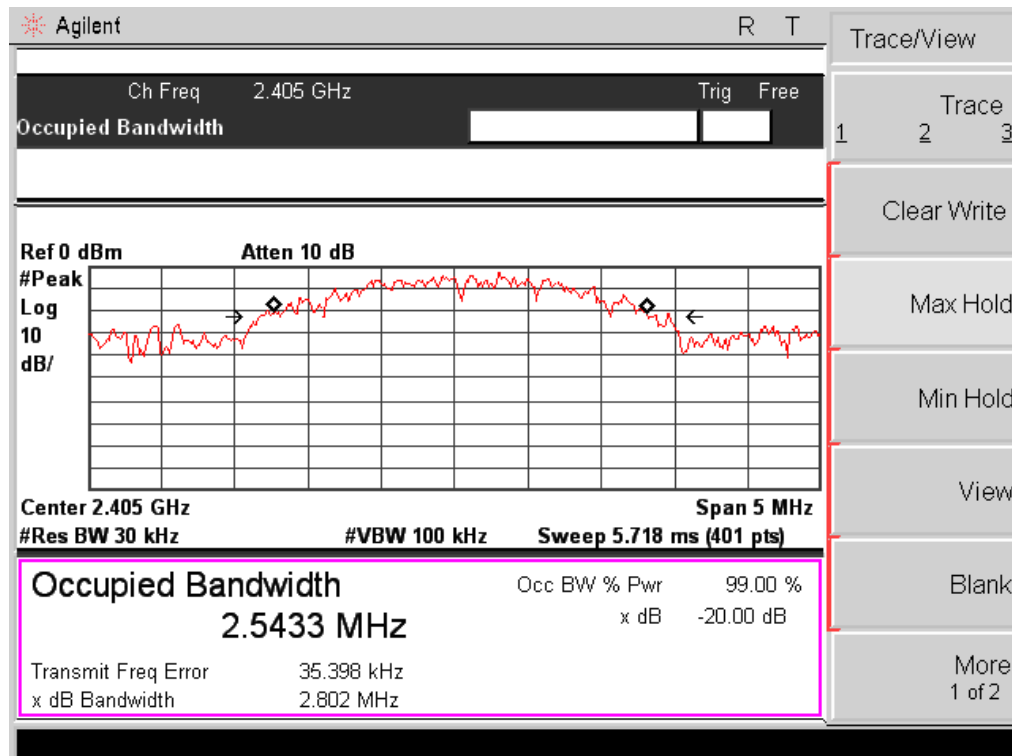 Agilent R T
Trace/View
Ch Freq 2.405 GHz Trig Free
Occupied Bandwidth
Trace
1 2 3
Clear Write
Max Hold
Min Hold
View
Blank
More
1 of 2
Ref 0 dBm Atten 10 dB
#Peak
Log
10
dB/
Center 2.405 GHz Span 5 MHz
#Res BW 30 kHz #VBW 100 kHz Sweep 5.718 ms (401 pts)
Occupied Bandwidth Occ BW % Pwr 99.00 %
2.5433 MHz x dB -20.00 dB
Transmit Freq Error 35.398 kHz
x dB Bandwidth 2.802 MHz